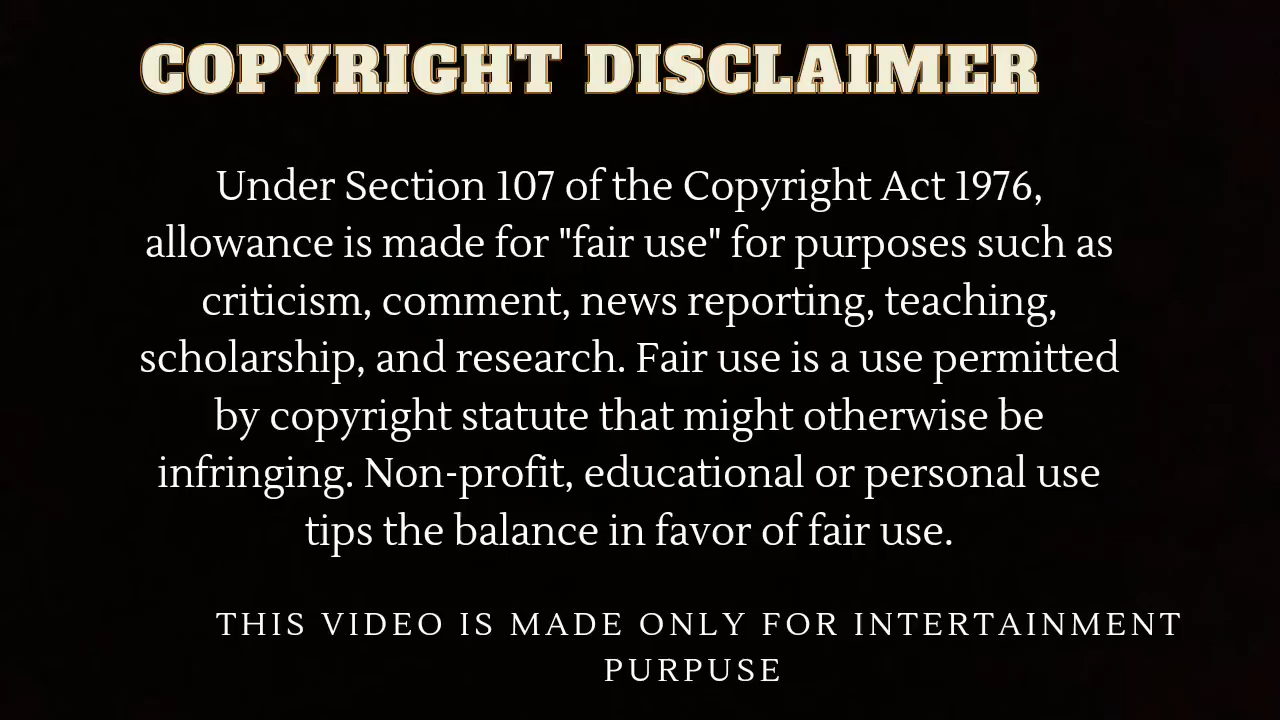 COPYRIGHT DISCLAIMER
Under Section 107 of the Copyright Act 1976,
allowance is made for "fair use" for purposes such as
criticism, comment, news reporting, teaching,
scholarship, and research. Fair use is a use permitted
by copyright statute that might otherwise be
infringing. Non-profit, educational or personal use
tips the balance in favor of fair use.
THIS VIDEO IS MADE ONLY FOR INTERTAINMENT
PURPUSE